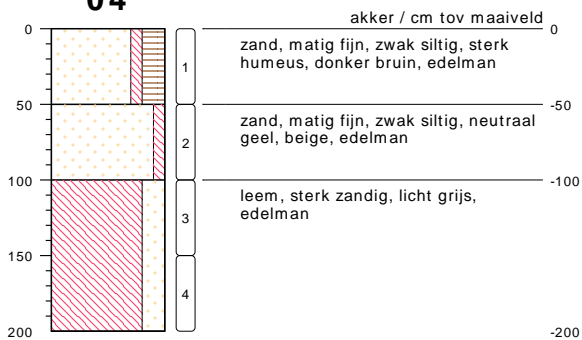 04
akker / cm tov maaiveld
0
0
zand, matig fijn, zwak siltig, sterk
humeus, donker bruin, edelman
1
50
-50
zand, matig fijn, zwak siltig, neutraal
geel, beige, edelman
2
100
-100
leem, sterk zandig, licht grijs,
edelman
3
150
4
200
-200